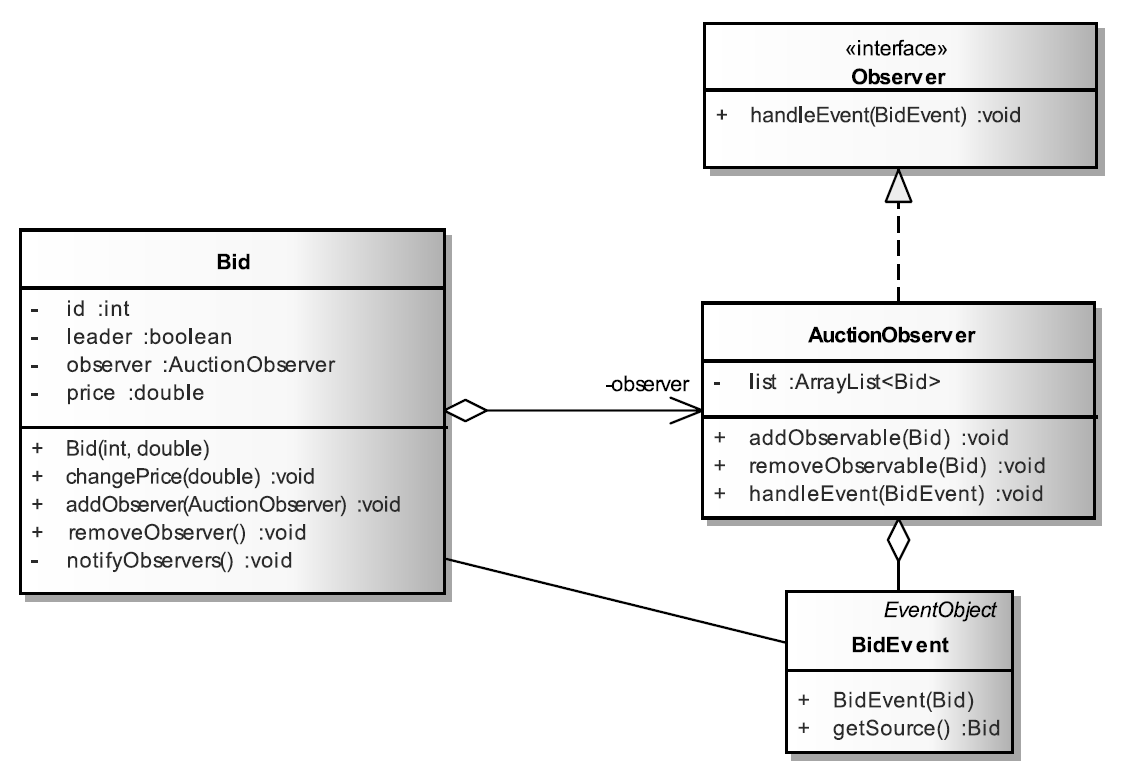 «interface»
Observer
+ handleEvent(BidEvent) :void
Bid
- id :int
- leader :boolean
- observer :AuctionObserver
- price :double
+ Bid(int, double)
+ changePrice(double) :void
+ addObserver(AuctionObserver) :void
+ removeObserver() :void
- notifyObservers() :void
-observer
AuctionObserver
- list :ArrayList<Bid>
+ addObservable(Bid) :void
+ removeObservable(Bid) :void
+ handleEvent(BidEvent) :void
EventObject
BidEvent
+ BidEvent(Bid)
+ getSource() :Bid